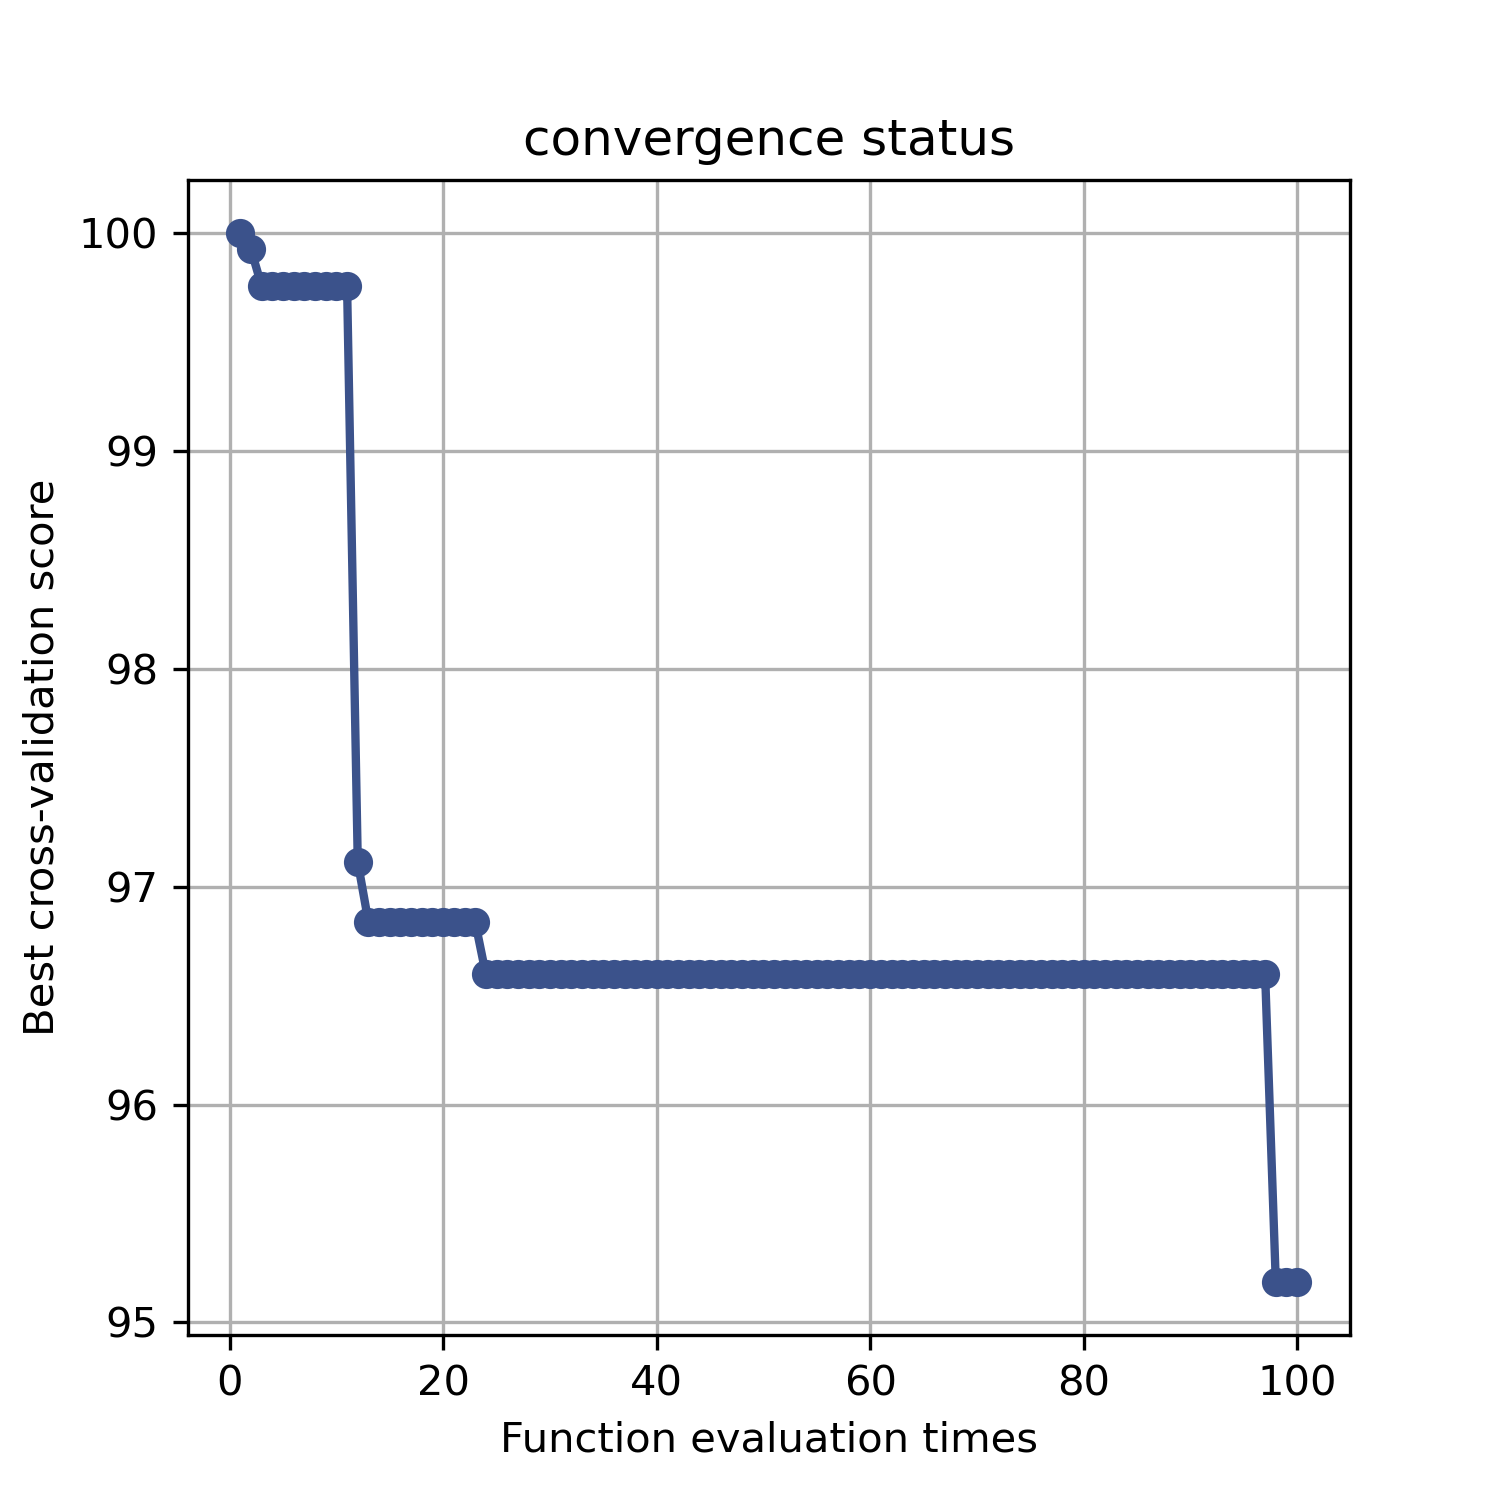 convergence status
100
99
98
97
96
95
Best cross-validation score
0 20 40 60 80 100
Function evaluation times